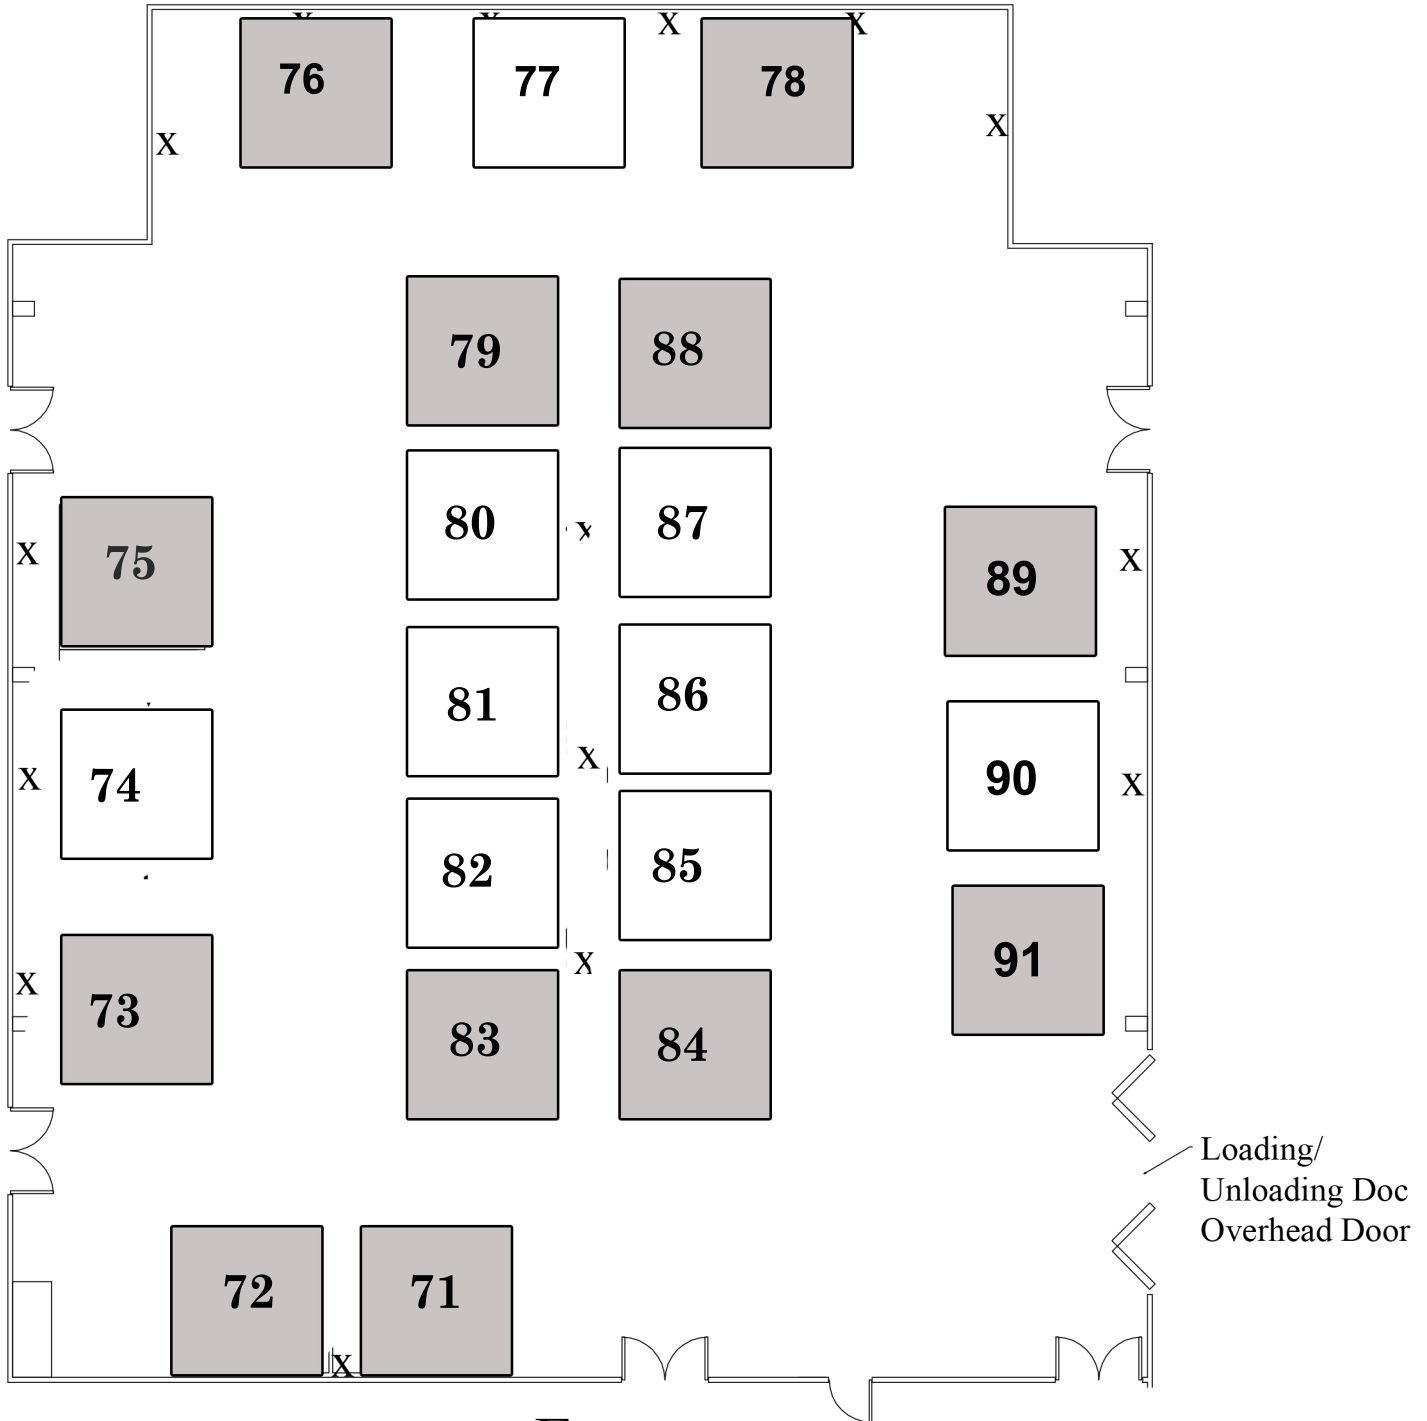 X X X X
76 77 78
X X
79 88
80 X 87
X 75 89 X
81 86
X 74 X 90 X
82 85
X 73 X 91
83 84
Loading/
Unloading Doc
Overhead Door
72 71
X